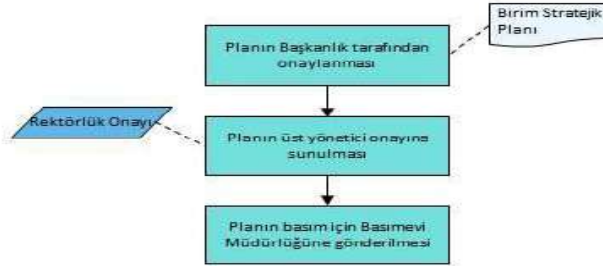 Birim Stratejik
Planı
Planın Başkanlık tarafından
onaylanması
Rektörlük Onayı
Planın üst yönetici onayına
sunulması
Planın basım için Basımevi
Müdürlüğüne gönderilmesi